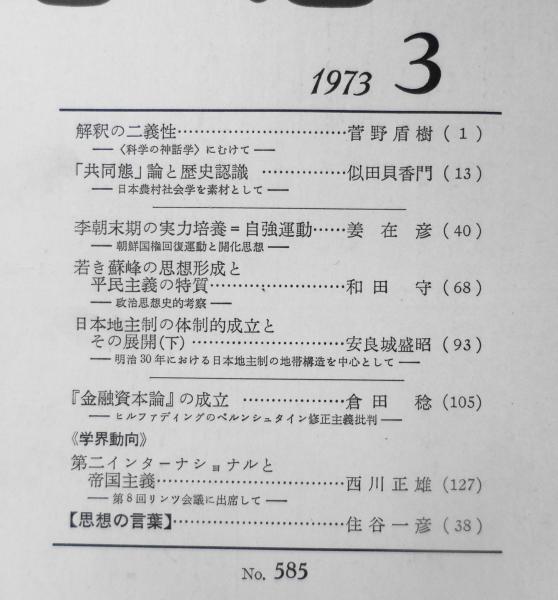 1973 3
解釈の二義性…………………………菅野盾樹(1)
――〈科学の神話学〉にむけて――
「共同態」論と歴史認識……………似田貝香門(13)
――日本農村社会学を素材として――
李朝末期の実力培養=自強運動……姜在彦(40)
――朝鮮国権回復運動と開化思想――
若き蘇峰の思想形成と
平民主義の特質……………………和田守(68)
――政治思想史的考察――
日本地主制の体制的成立と
その展開(下)………………………安良城盛昭(93)
――明治30年における日本地主制の地帯構造を中心として――
『金融資本論』の成立………………倉田稔(105)
――ヒルファディングのベルンシュタイン修正主義批判――
《学界動向》
第二インターナショナルと
帝国主義……………………………西川正雄(127)
――第8回リンツ会議に出席して――
【思想の言葉】…………………………住谷一彦(38)
No. 585